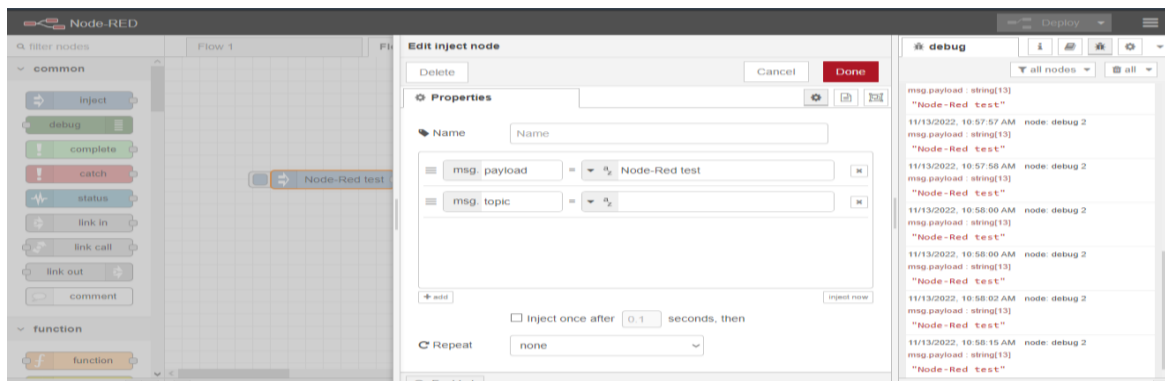 Node-RED
Deploy
filter nodes
Flow 1
common
inject
debug
complete
catch
status
link in
link call
link out
comment
function
function
Node-Red test
Edit inject node
Delete
Cancel
Done
Properties
Name
Name
msg. payload = Node-Red test
msg. topic =
+ add
inject now
Inject once after 0.1 seconds, then
Repeat
none
debug
all nodes
all
msg.payload : string[13]
"Node-Red test"
11/13/2022, 10:57:57 AM node: debug 2
msg.payload : string[13]
"Node-Red test"
11/13/2022, 10:57:58 AM node: debug 2
msg.payload : string[13]
"Node-Red test"
11/13/2022, 10:58:00 AM node: debug 2
msg.payload : string[13]
"Node-Red test"
11/13/2022, 10:58:00 AM node: debug 2
msg.payload : string[13]
"Node-Red test"
11/13/2022, 10:58:02 AM node: debug 2
msg.payload : string[13]
"Node-Red test"
11/13/2022, 10:58:15 AM node: debug 2
msg.payload : string[13]
"Node-Red test"